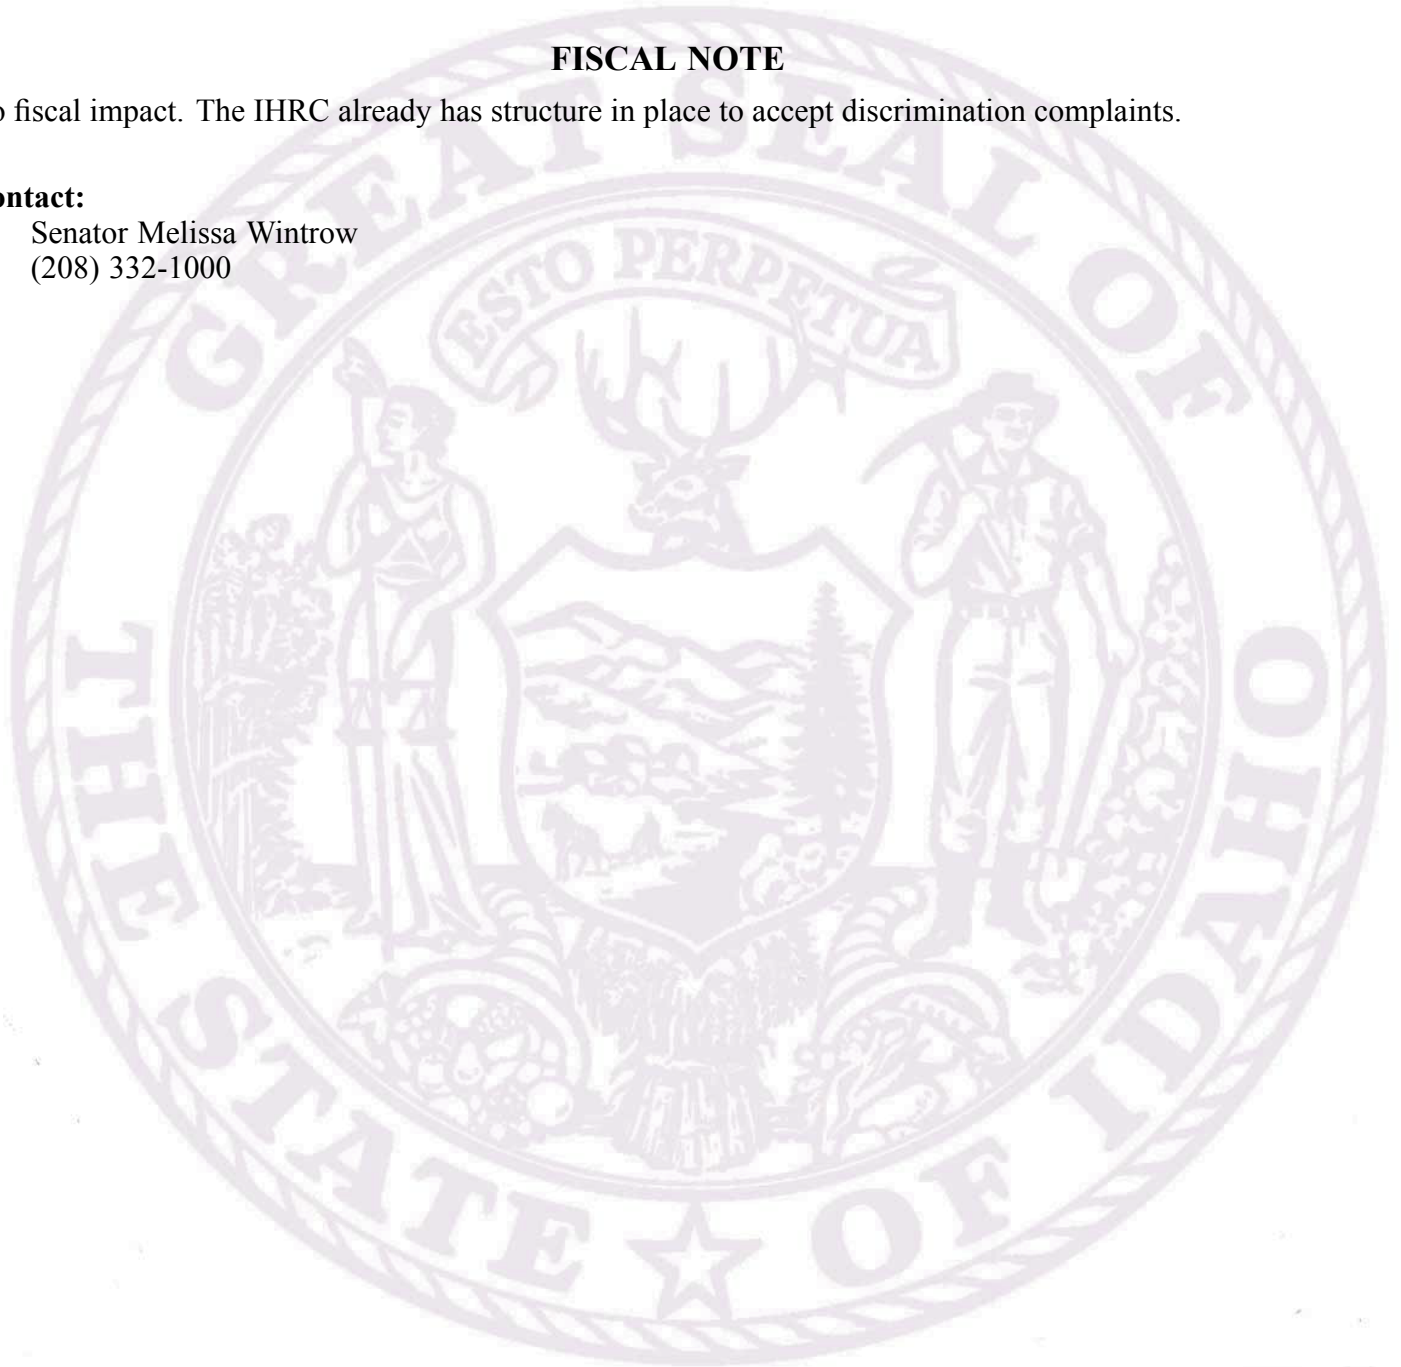 FISCAL NOTE
o fiscal impact. The IHRC already has structure in place to accept discrimination complaints.
ontact:
Senator Melissa Wintrow
(208) 332-1000
GREAT SEAL OF
THE STATE OF IDAHO
ESTO PERPETUA